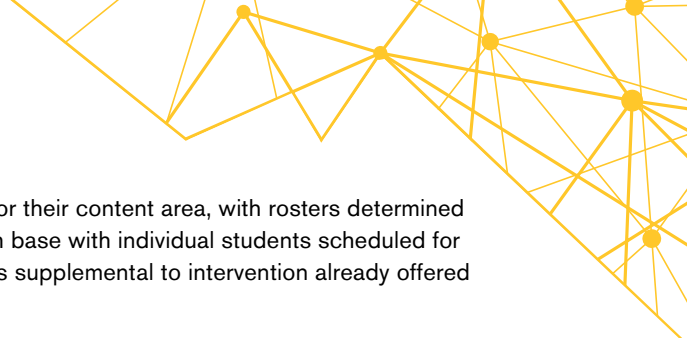 or their content area, with rosters determined
base with individual students scheduled for
s supplemental to intervention already offered